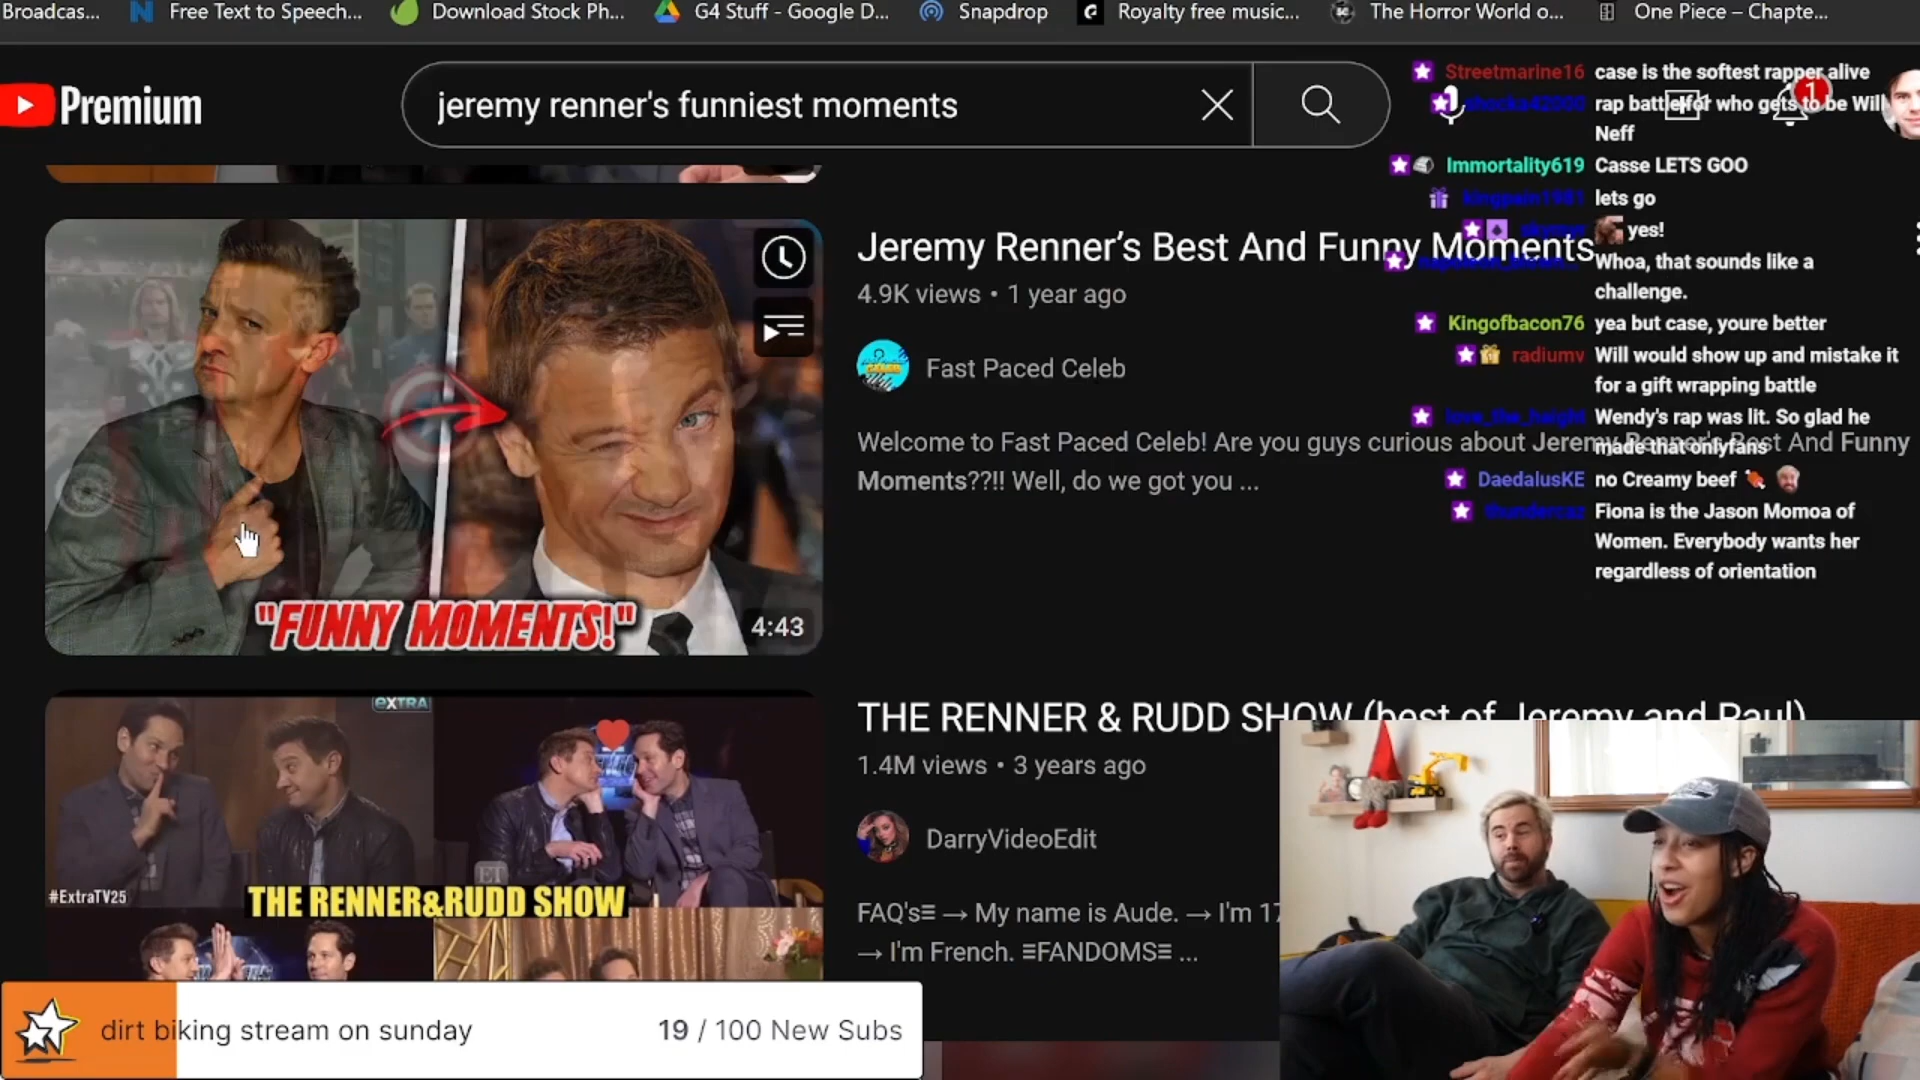 Broadcas...
Free Text to Speech...
Download Stock Ph...
G4 Stuff - Google D...
Snapdrop
Royalty free music...
The Horror World o...
One Piece – Chapte...
Premium
jeremy renner's funniest moments
1
Jeremy Renner’s Best And Funny Moments
4.9K views • 1 year ago
Fast Paced Celeb
Welcome to Fast Paced Celeb! Are you guys curious about Jeremy Renner's Best And Funny
Moments??!! Well, do we got you ...
"FUNNY MOMENTS!"
4:43
Streetmarine16 case is the softest rapper alive
shocks42000 rap battle for who gets to be Will
Neff
Immortality619 Casse LETS GOO
kingpain1981 lets go
yes!
Whoa, that sounds like a
challenge.
Kingofbacon76 yea but case, youre better
radiumv Will would show up and mistake it
for a gift wrapping battle
love_the_height Wendy's rap was lit. So glad he
made that onlyfans
DaedalusKE no Creamy beef
thundercaz Fiona is the Jason Momoa of
Women. Everybody wants her
regardless of orientation
THE RENNER & RUDD SHOW (best of Jeremy and Paul)
1.4M views • 3 years ago
DarryVideoEdit
FAQ's≡ → My name is Aude. → I'm 17
→ I'm French. ≡FANDOMS≡ ...
eXTRA
#ExtraTV25
ET
THE RENNER&RUDD SHOW
dirt biking stream on sunday
19 / 100 New Subs